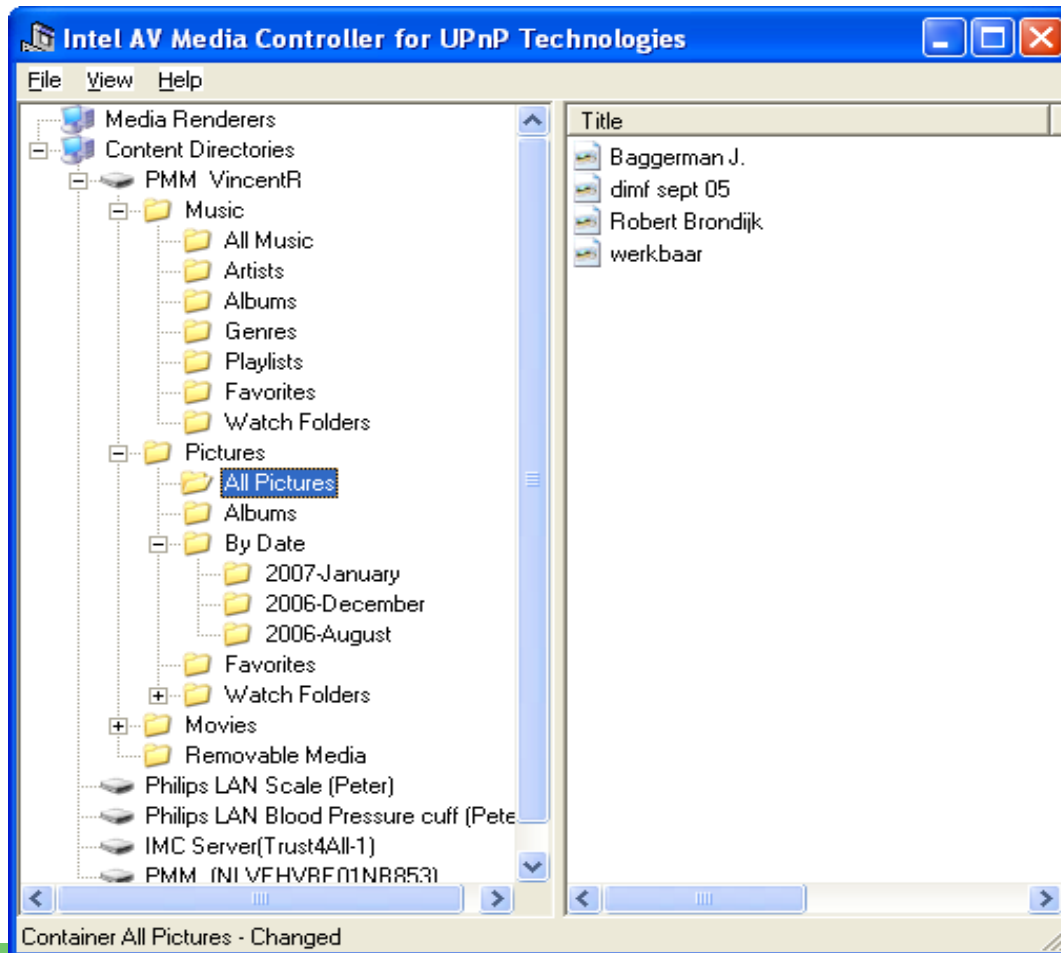 Intel AV Media Controller for UPnP Technologies
File View Help
Media Renderers
Content Directories
PMM VincentR
Music
All Music
Artists
Albums
Genres
Playlists
Favorites
Watch Folders
Pictures
All Pictures
Albums
By Date
2007-January
2006-December
2006-August
Favorites
Watch Folders
Movies
Removable Media
Philips LAN Scale (Peter)
Philips LAN Blood Pressure cuff (Pete
IMC Server(Trust4All-1)
PMM (NLVEHVBE01NB853)
Title
Baggerman J.
dimf sept 05
Robert Brondijk
werkbaar
Container All Pictures - Changed